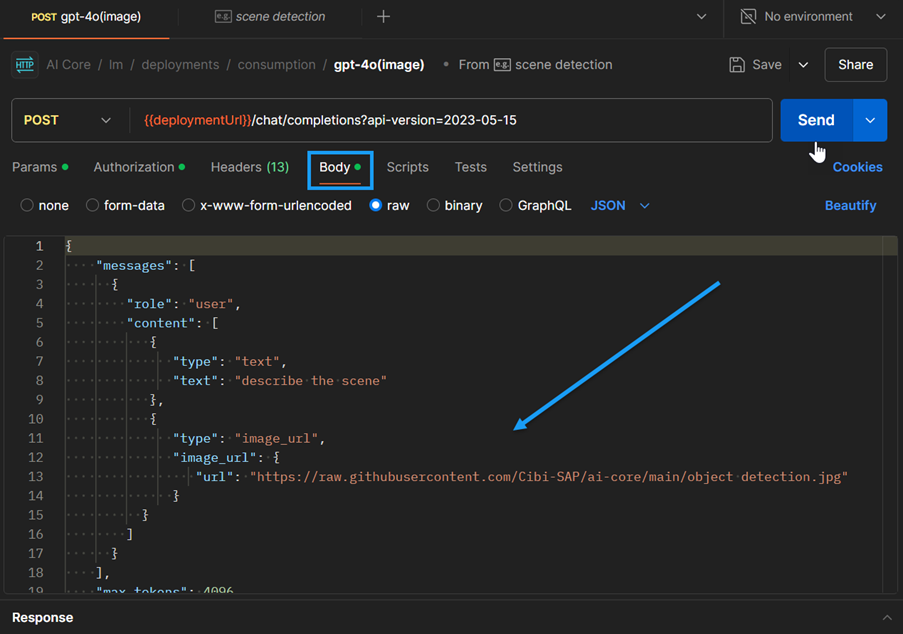 POST gpt-4o(image) e.g. scene detection No environment
HTTP AI Core / lm / deployments / consumption / gpt-4o(image) • From e.g. scene detection Save Share
POST {{deploymentUrl}}/chat/completions?api-version=2023-05-15 Send
Params Authorization Headers (13) Body Scripts Tests Settings Cookies
none form-data x-www-form-urlencoded raw binary GraphQL JSON Beautify
1 {
2 "messages": [
3 {
4 "role": "user",
5 "content": [
6 {
7 "type": "text",
8 "text": "describe the scene"
9 },
10 {
11 "type": "image_url",
12 "image_url": {
13 "url": "https://raw.githubusercontent.com/Cibi-SAP/ai-core/main/object detection.jpg"
14 }
15 }
16 ]
17 }
18 ],
19 "max_tokens": 4096
Response